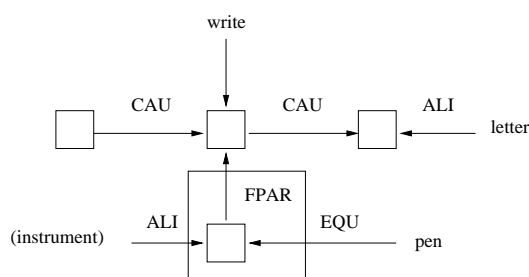 write
CAU CAU ALI
letter
FPAR
ALI EQU
(instrument) pen